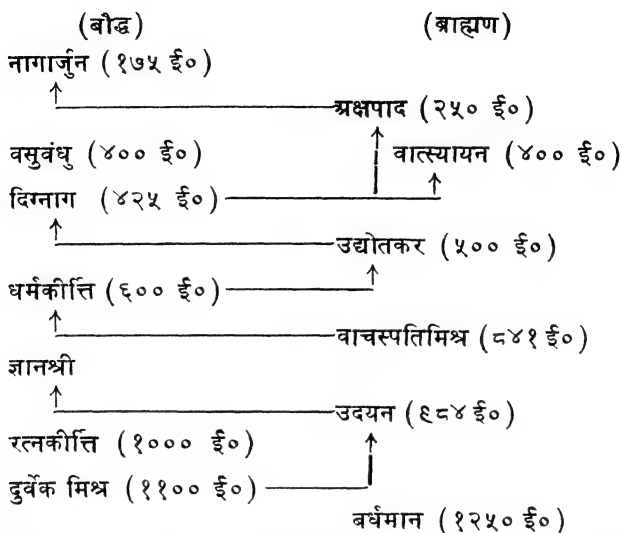 (बौद्ध) (ब्राह्मण)
नागार्जुन (१७५ ई०)
अक्षपाद (२५० ई०)
वसुवंधु (४०० ई०) वात्स्यायन (४०० ई०)
दिग्नाग (४२५ ई०)
उद्योतकर (५०० ई०)
धर्मकीर्त्ति (६०० ई०)
वाचस्पतिमिश्र (८४१ ई०)
ज्ञानश्री
उदयन (९८४ ई०)
रत्नकीर्त्ति (१००० ई०)
दुर्वेक मिश्र (११०० ई०)
बर्धमान (१२५० ई०)